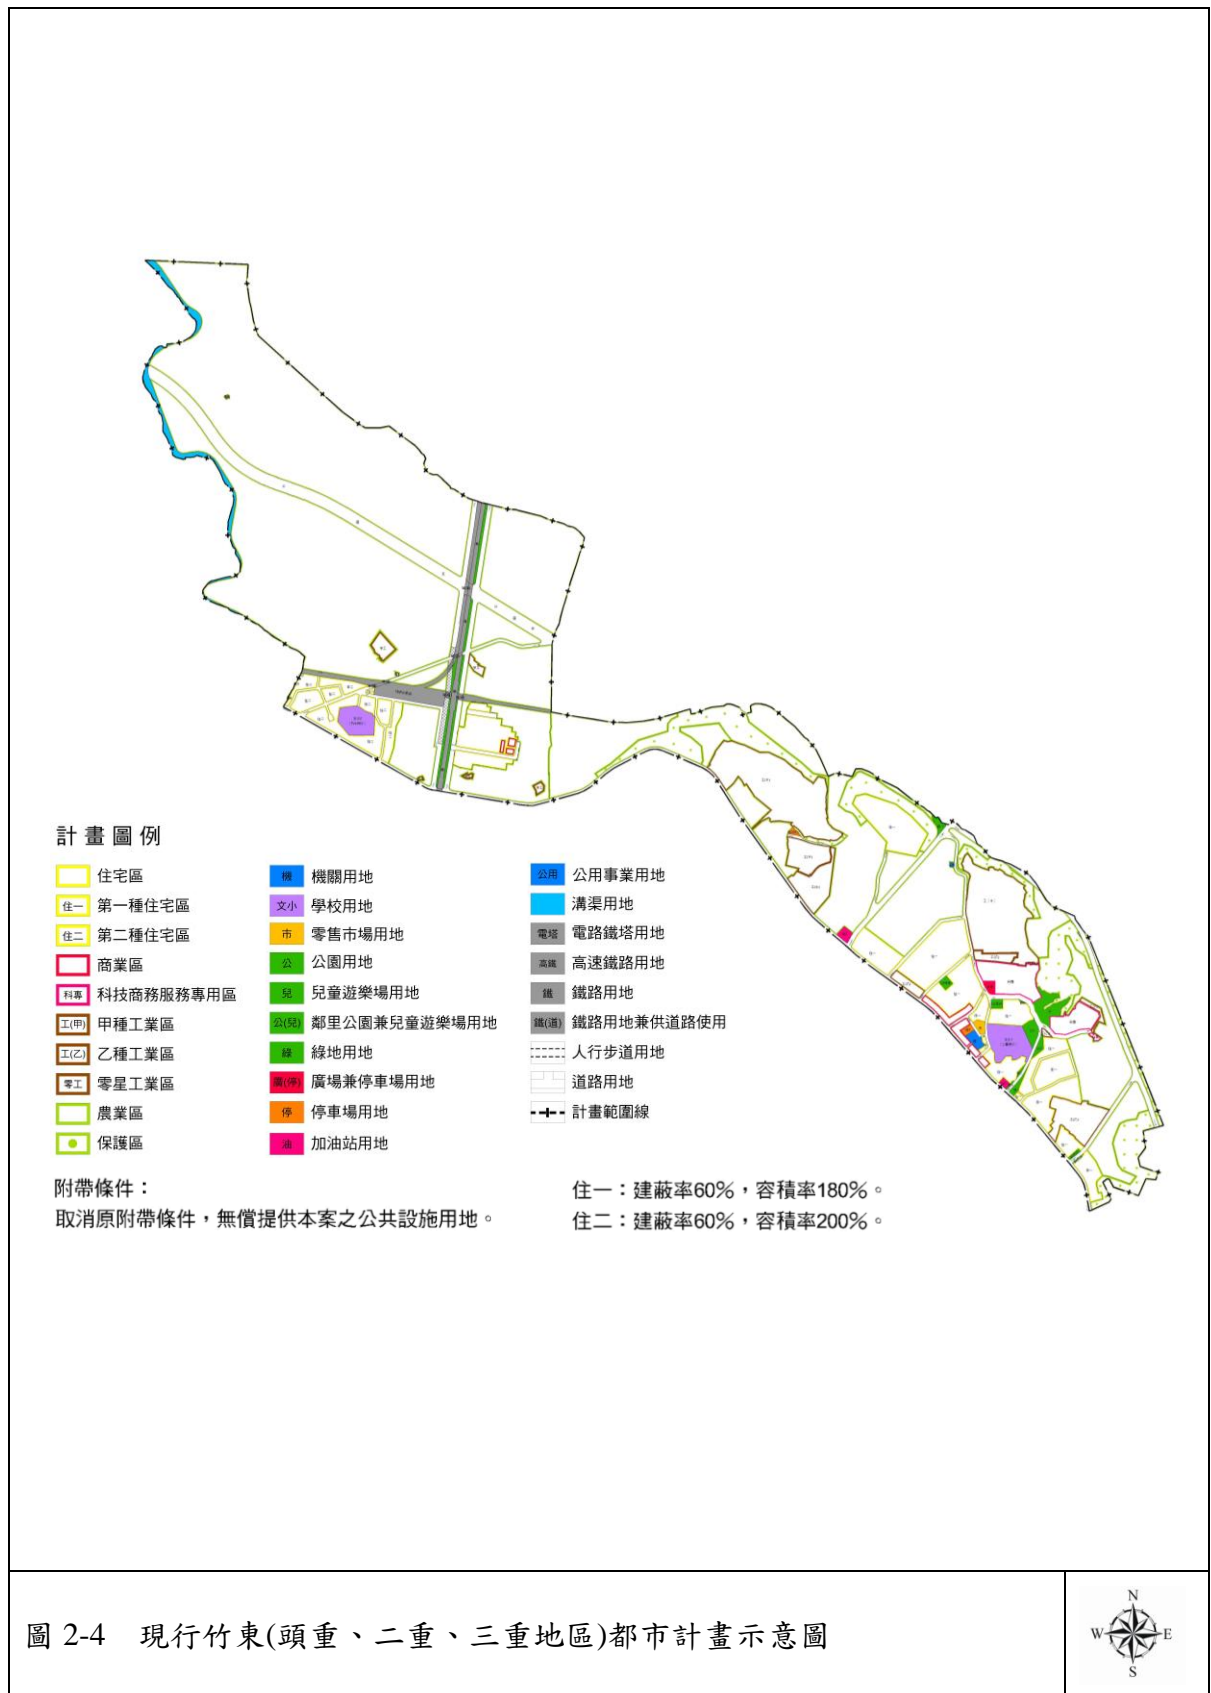 計畫圖例
住宅區
住一 第一種住宅區
住二 第二種住宅區
商業區
科專 科技商務服務專用區
工(甲) 甲種工業區
工(乙) 乙種工業區
零工 零星工業區
農業區
保護區
機 機關用地
文小 學校用地
市 零售市場用地
公 公園用地
兒 兒童遊樂場用地
公(兒) 鄰里公園兼兒童遊樂場用地
綠 綠地用地
廣(停) 廣場兼停車場用地
停 停車場用地
油 加油站用地
公用 公用事業用地
溝渠用地
電塔 電路鐵塔用地
高鐵 高速鐵路用地
鐵 鐵路用地
鐵(道) 鐵路用地兼供道路使用
人行步道用地
道路用地
計畫範圍線
附帶條件：
取消原附帶條件，無償提供本案之公共設施用地。
住一：建蔽率60%，容積率180%。
住二：建蔽率60%，容積率200%。
圖 2-4 現行竹東(頭重、二重、三重地區)都市計畫示意圖
N
W E
S